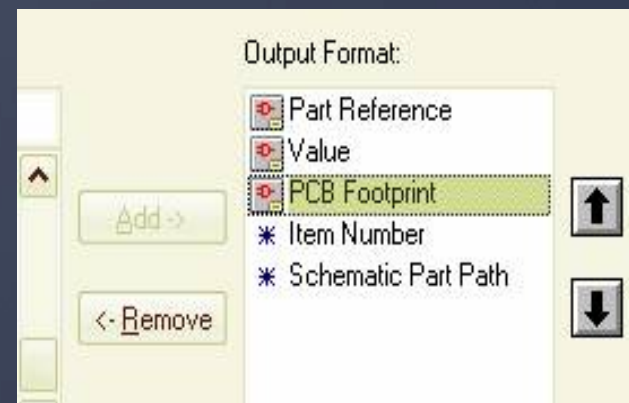 Output Format:
Part Reference
Value
PCB Footprint
Item Number
Schematic Part Path
Add ->
<- Remove